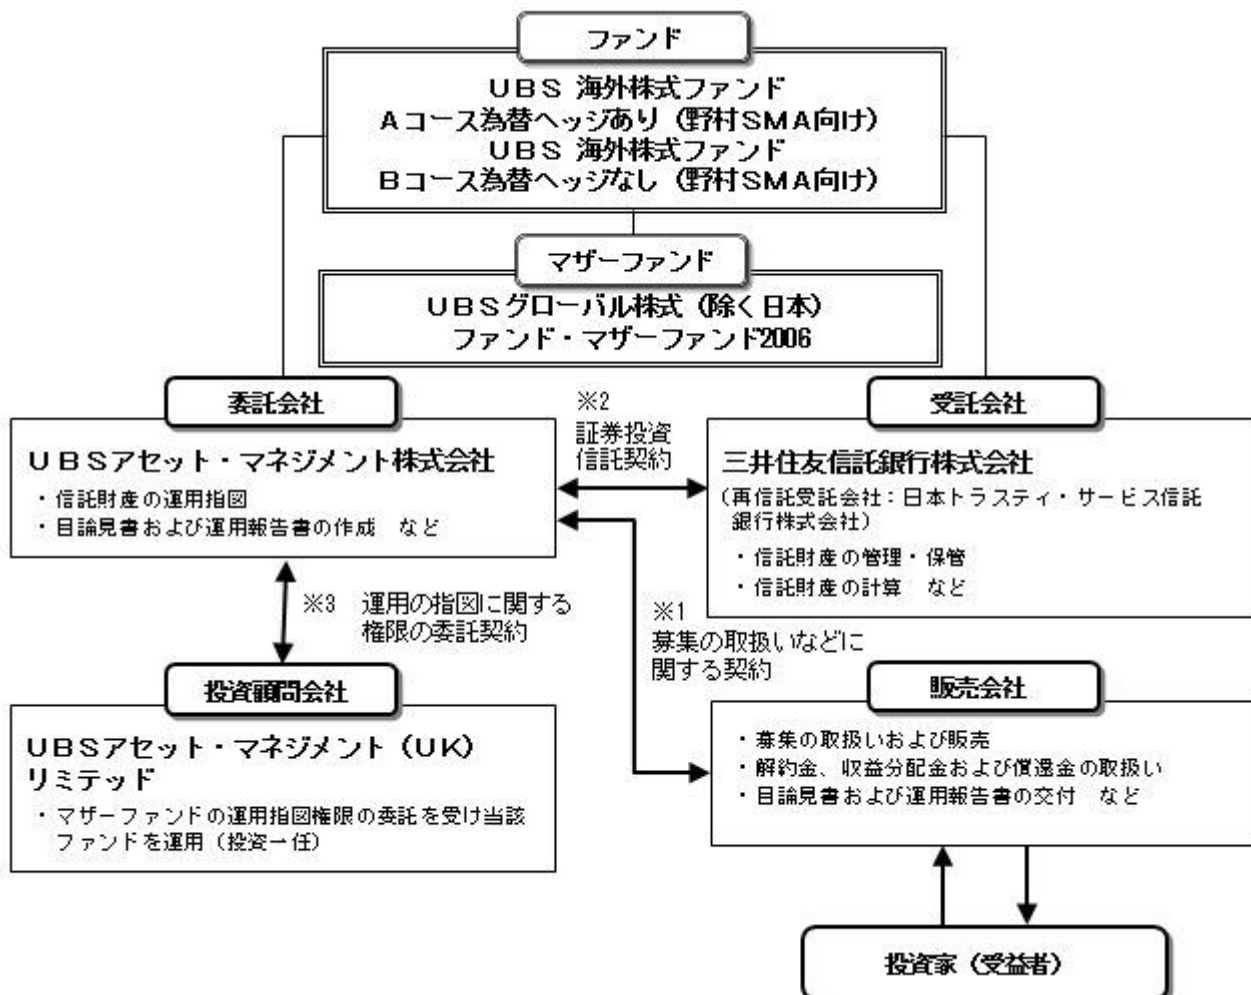 ファンド
UBS 海外株式ファンド
Aコース為替ヘッジあり（野村SMA向け）
UBS 海外株式ファンド
Bコース為替ヘッジなし（野村SMA向け）
マザーファンド
UBSグローバル株式（除く日本）
ファンド・マザーファンド2006
委託会社
UBSアセット・マネジメント株式会社
・信託財産の運用指図
・目論見書および運用報告書の作成　など
※2
証券投資
信託契約
受託会社
三井住友信託銀行株式会社
（再信託受託会社：日本トラスティ・サービス信託
銀行株式会社）
・信託財産の管理・保管
・信託財産の計算　など
※3　運用の指図に関する
権限の委託契約
※1
募集の取扱いなどに
関する契約
投資顧問会社
UBSアセット・マネジメント（UK）
リミテッド
・マザーファンドの運用指図権限の委託を受け当該
ファンドを運用（投資一任）
販売会社
・募集の取扱いおよび販売
・解約金、収益分配金および償還金の取扱い
・目論見書および運用報告書の交付　など
投資家（受益者）